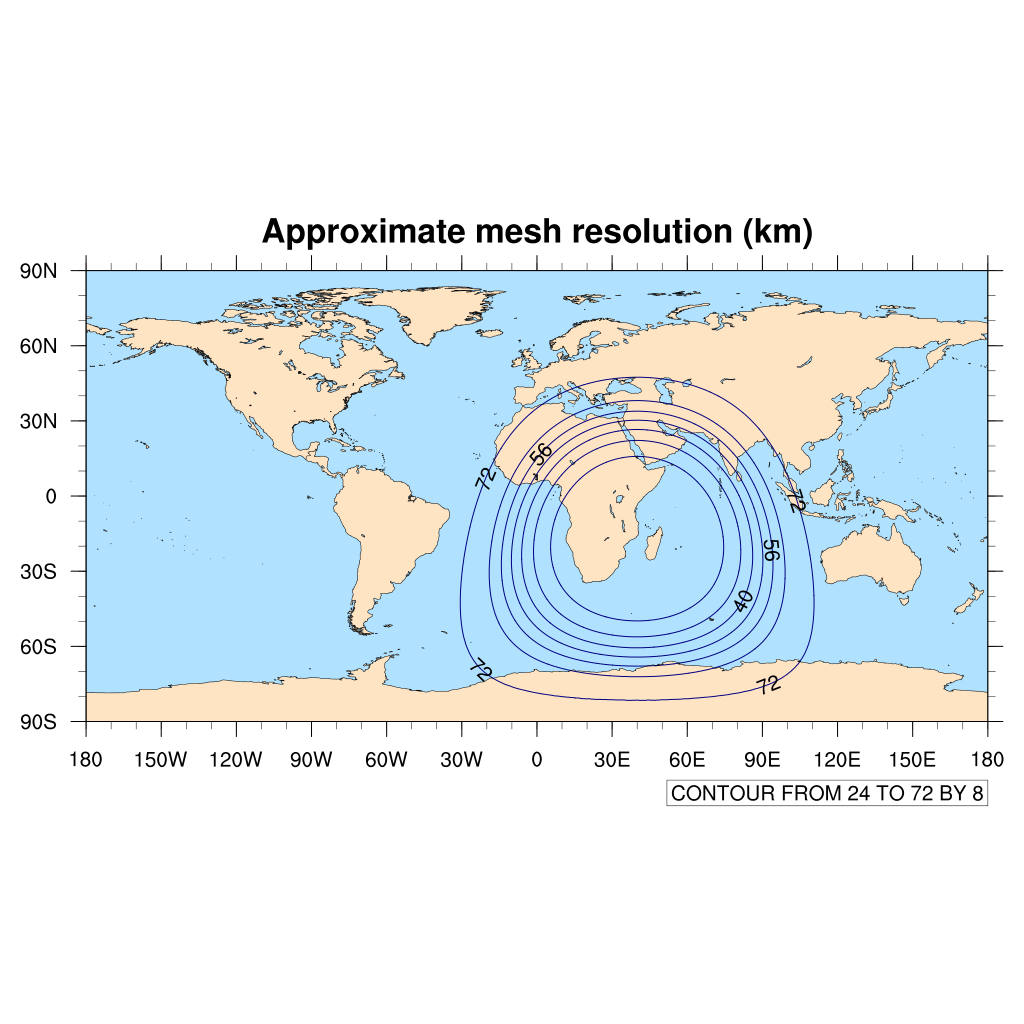 Approximate mesh resolution (km)
90N
60N
30N
0
30S
60S
90S
56
72
72
56
40
72
72
180 150W 120W 90W 60W 30W 0 30E 60E 90E 120E 150E 180
CONTOUR FROM 24 TO 72 BY 8